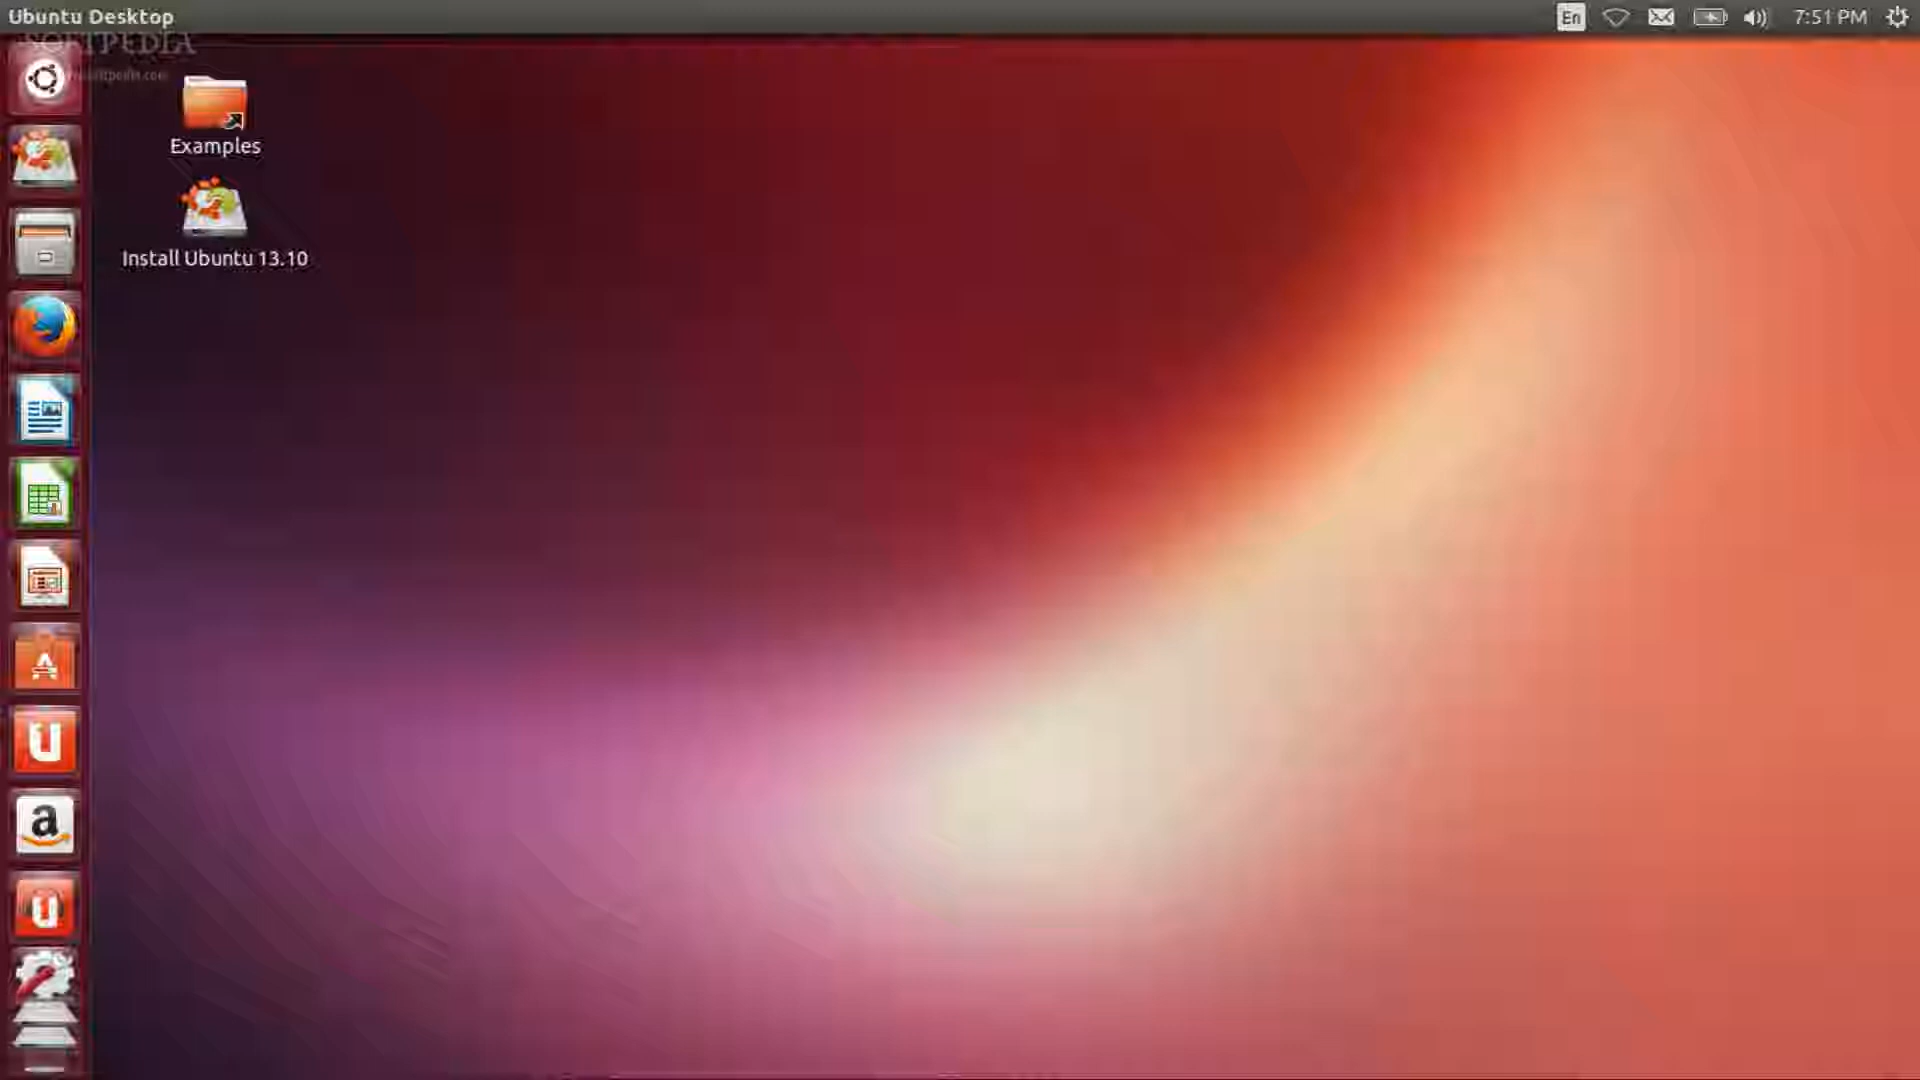 Ubuntu Desktop
En
7:51 PM
SOFTPEDIA
Examples
Install Ubuntu 13.10